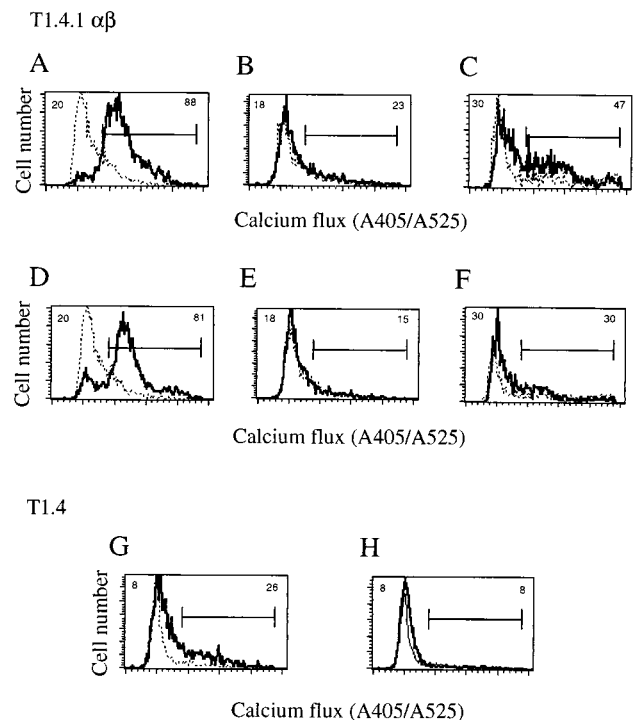 T1.4.1 αβ
A B C
Cell number
20 88
18 23
30 47
Calcium flux (A405/A525)
D E F
Cell number
20 81
18 15
30 30
Calcium flux (A405/A525)
T1.4
G H
Cell number
8 26
8 8
Calcium flux (A405/A525)